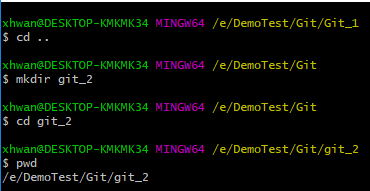 xhwan@DESKTOP-KMKMK34 MINGW64 /e/DemoTest/Git/Git_1
$ cd ..
xhwan@DESKTOP-KMKMK34 MINGW64 /e/DemoTest/Git
$ mkdir git_2
xhwan@DESKTOP-KMKMK34 MINGW64 /e/DemoTest/Git
$ cd git_2
xhwan@DESKTOP-KMKMK34 MINGW64 /e/DemoTest/Git/git_2
$ pwd
/e/DemoTest/Git/git_2